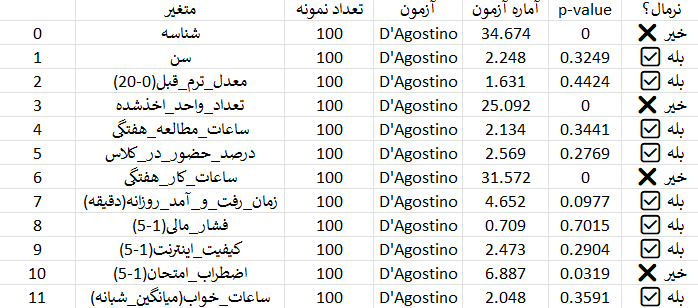 متغیر تعداد نمونه آزمون آماره آزمون p-value نرمال؟
0 شناسه 100 D'Agostino 34.674 0 خیر ❌
1 سن 100 D'Agostino 2.248 0.3249 بله ☑
2 معدل_ترم_قبل(0-20) 100 D'Agostino 1.631 0.4424 بله ☑
3 تعداد_واحد_اخذشده 100 D'Agostino 25.092 0 خیر ❌
4 ساعات_مطالعه_هفتگی 100 D'Agostino 2.134 0.3441 بله ☑
5 درصد_حضور_در_کلاس 100 D'Agostino 2.569 0.2769 بله ☑
6 ساعات_کار_هفتگی 100 D'Agostino 31.572 0 خیر ❌
7 زمان_رفت_و_آمد_روزانه(دقیقه) 100 D'Agostino 4.652 0.0977 بله ☑
8 فشار_مالی(1-5) 100 D'Agostino 0.709 0.7015 بله ☑
9 کیفیت_اینترنت(1-5) 100 D'Agostino 2.473 0.2904 بله ☑
10 اضطراب_امتحان(1-5) 100 D'Agostino 6.887 0.0319 خیر ❌
11 ساعات_خواب(میانگین_شبانه) 100 D'Agostino 2.048 0.3591 بله ☑